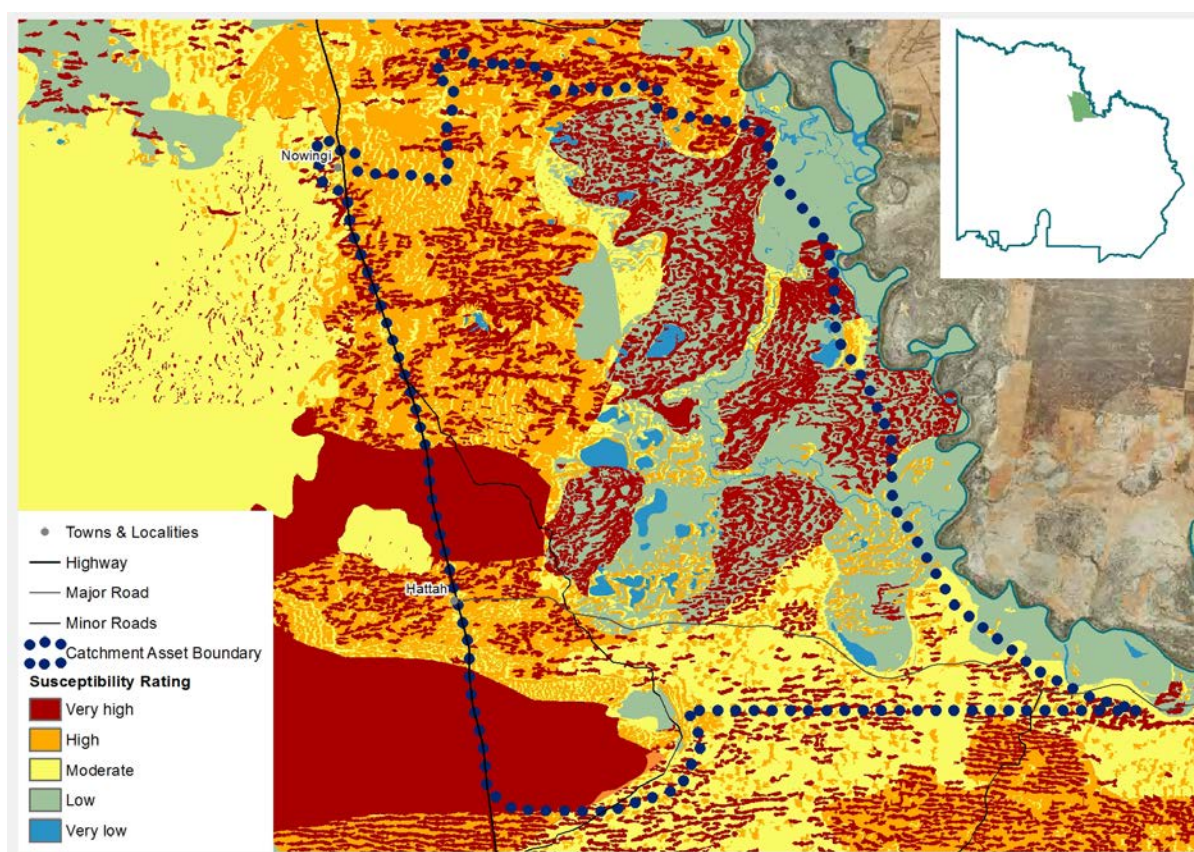 Nowingi
Hattah
Towns & Localities
Highway
Major Road
Minor Roads
Catchment Asset Boundary
Susceptibility Rating
Very high
High
Moderate
Low
Very low